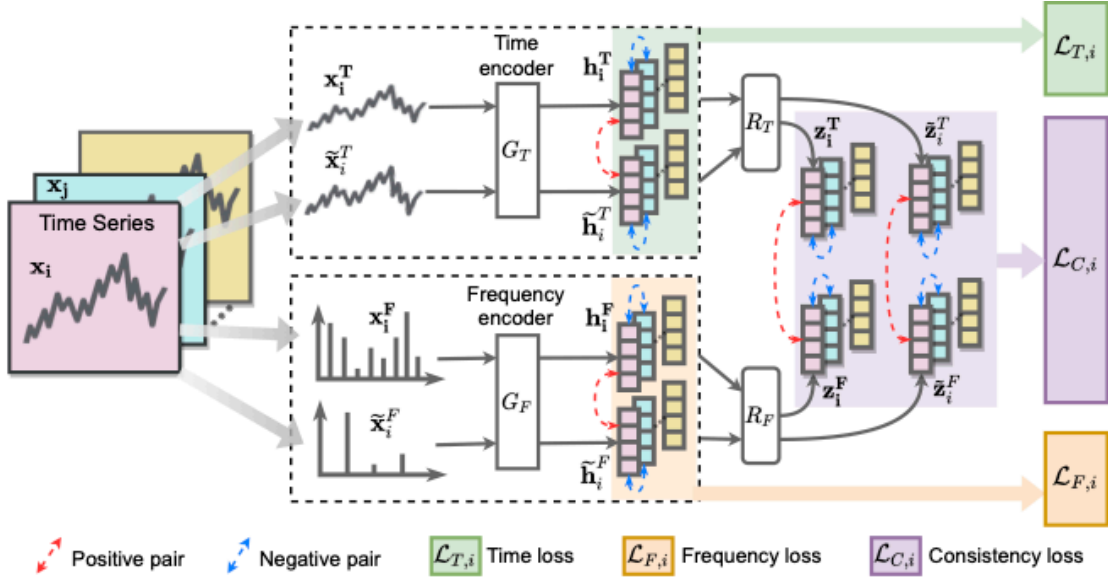 Time encoder
x_i^T
x̃_i^T
G_T
h_i^T
h̃_i^T
R_T
z_i^T
z̃_i^T
L_{T,i}
x_j
Time Series
x_i
L_{C,i}
Frequency encoder
x_i^F
x̃_i^F
G_F
h_i^F
h̃_i^F
R_F
z_i^F
z̃_i^F
L_{F,i}
Positive pair
Negative pair
L_{T,i} Time loss
L_{F,i} Frequency loss
L_{C,i} Consistency loss